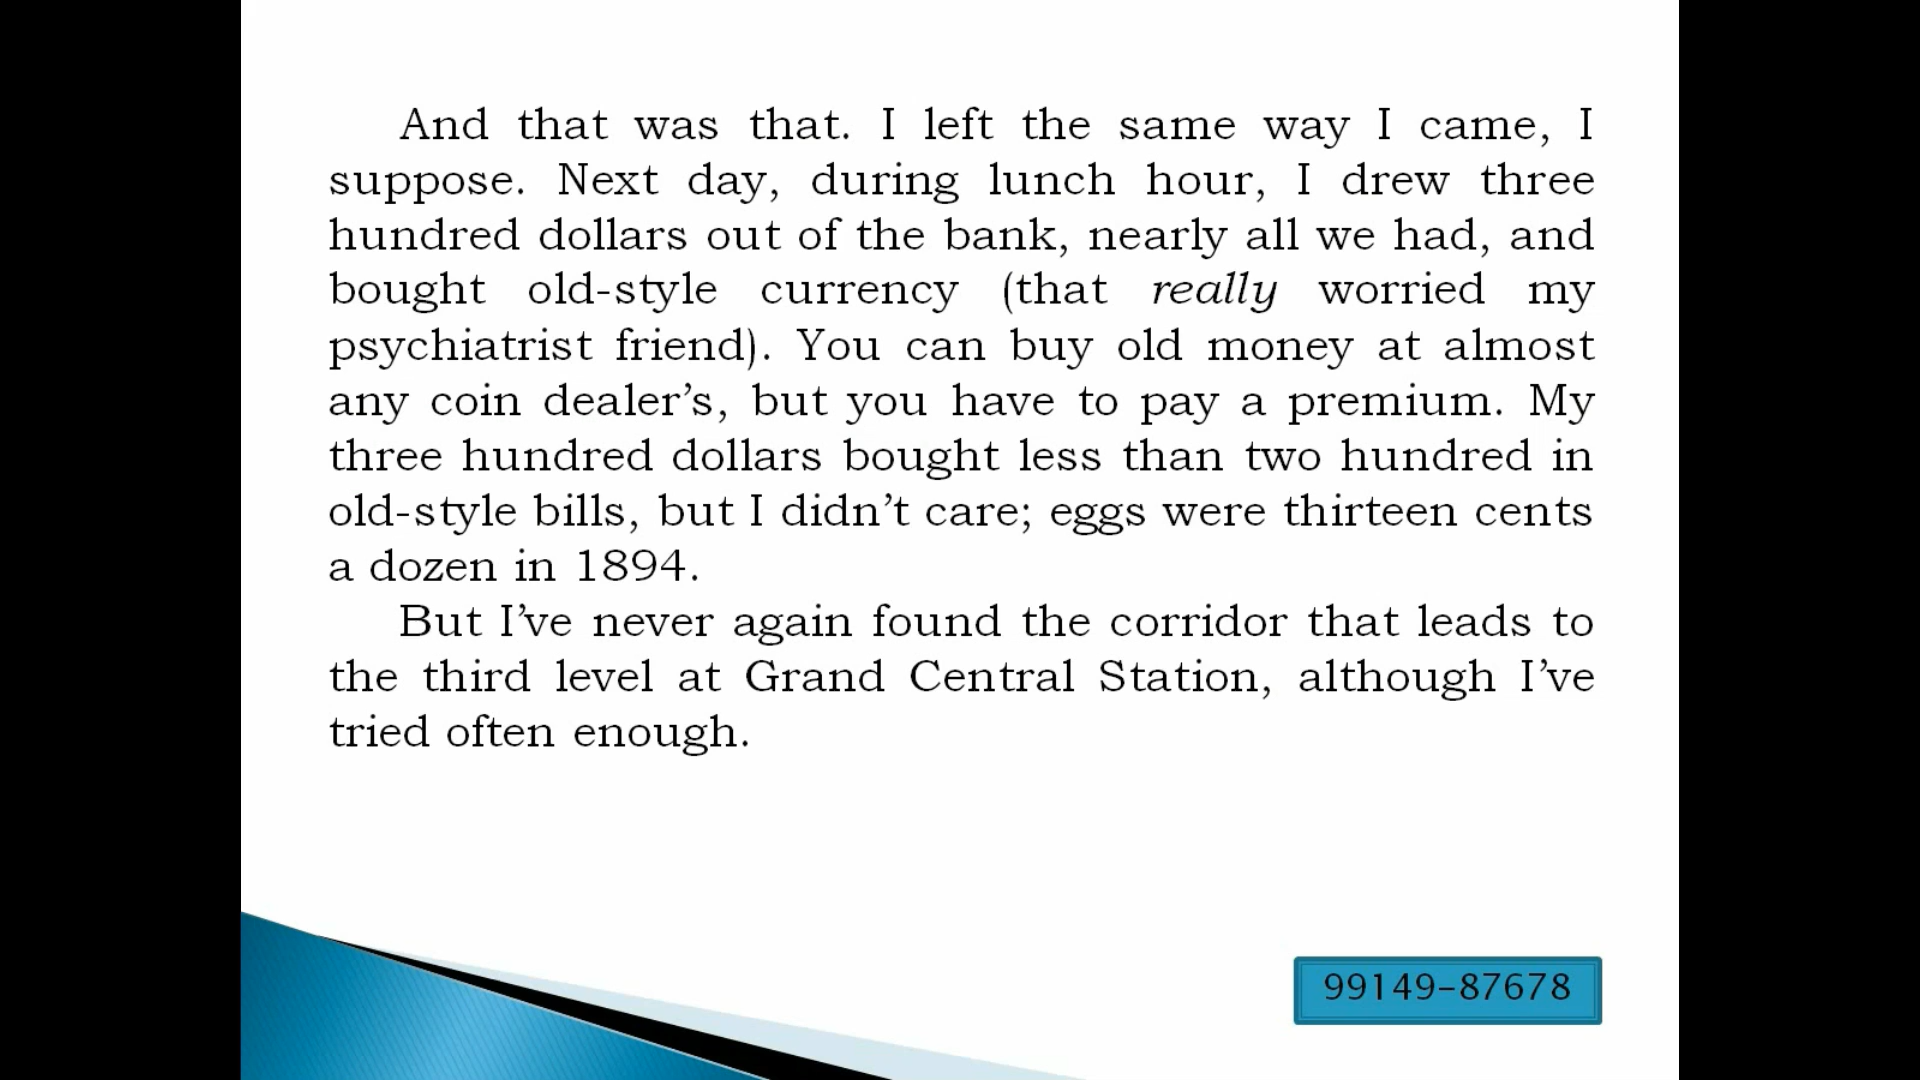 And that was that. I left the same way I came, I
suppose. Next day, during lunch hour, I drew three
hundred dollars out of the bank, nearly all we had, and
bought old-style currency (that really worried my
psychiatrist friend). You can buy old money at almost
any coin dealer’s, but you have to pay a premium. My
three hundred dollars bought less than two hundred in
old-style bills, but I didn’t care; eggs were thirteen cents
a dozen in 1894.
But I’ve never again found the corridor that leads to
the third level at Grand Central Station, although I’ve
tried often enough.
99149–87678